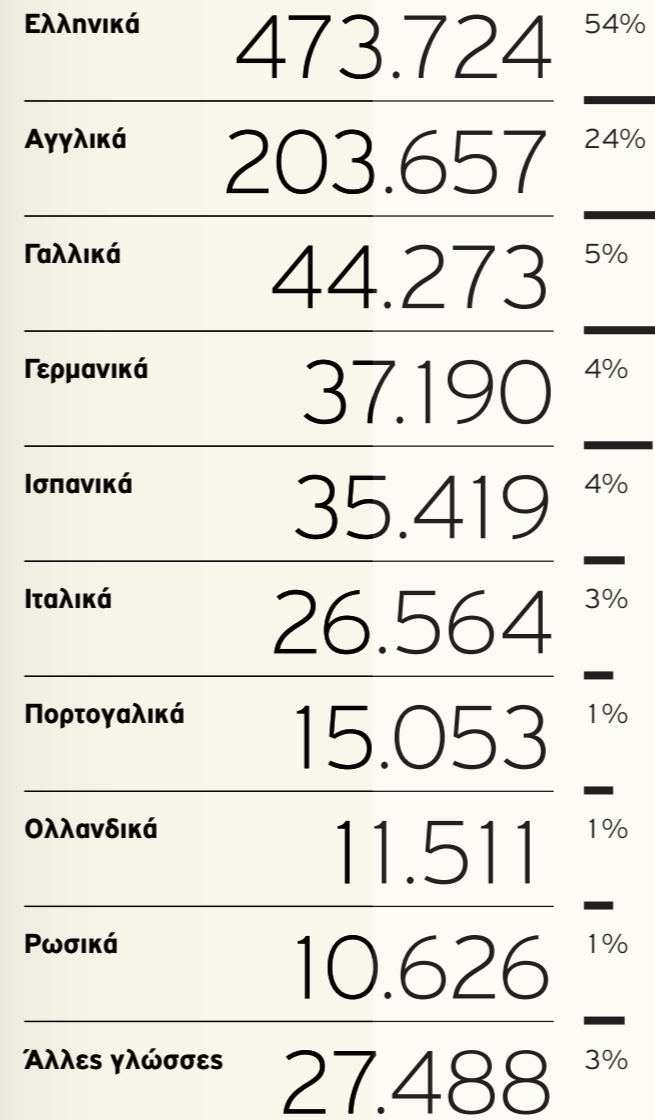 Ελληνικά 473.724 54%
Αγγλικά 203.657 24%
Γαλλικά 44.273 5%
Γερμανικά 37.190 4%
Ισπανικά 35.419 4%
Ιταλικά 26.564 3%
Πορτογαλικά 15.053 1%
Ολλανδικά 11.511 1%
Ρωσικά 10.626 1%
Άλλες γλώσσες 27.488 3%